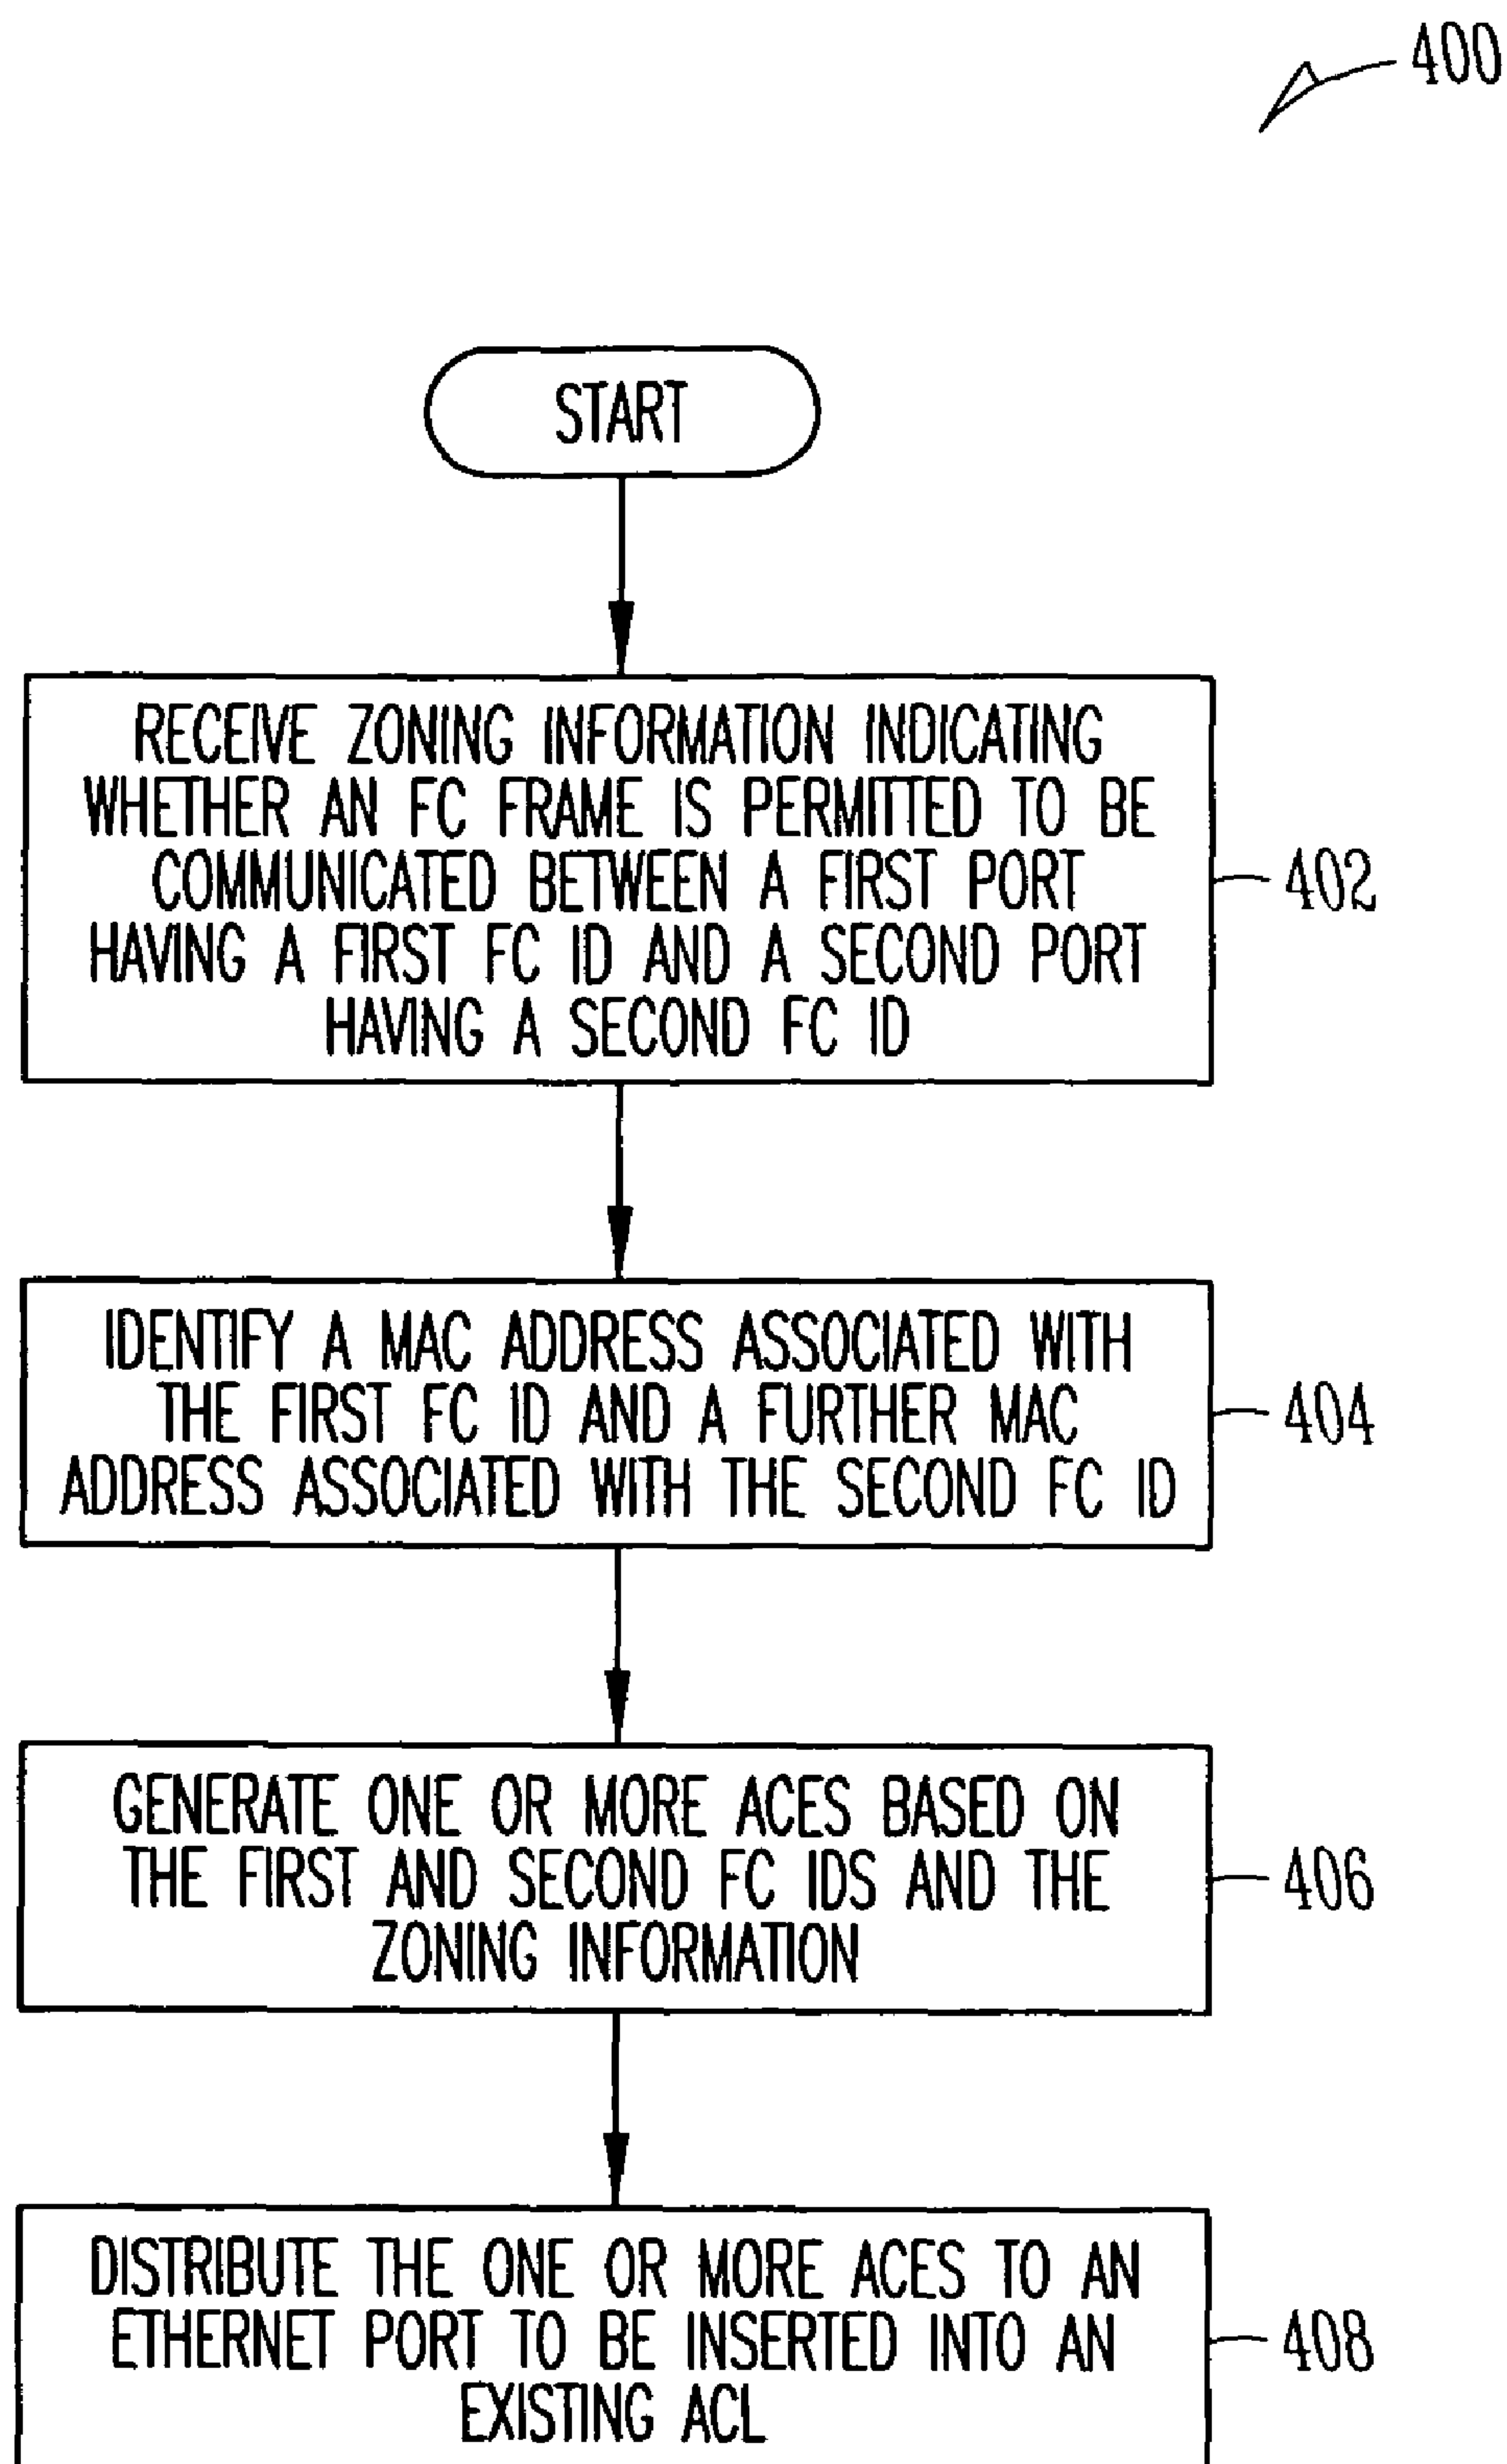 400
START
RECEIVE ZONING INFORMATION INDICATING
WHETHER AN FC FRAME IS PERMITTED TO BE
COMMUNICATED BETWEEN A FIRST PORT
HAVING A FIRST FC ID AND A SECOND PORT
HAVING A SECOND FC ID
402
IDENTIFY A MAC ADDRESS ASSOCIATED WITH
THE FIRST FC ID AND A FURTHER MAC
ADDRESS ASSOCIATED WITH THE SECOND FC ID
404
GENERATE ONE OR MORE ACES BASED ON
THE FIRST AND SECOND FC IDS AND THE
ZONING INFORMATION
406
DISTRIBUTE THE ONE OR MORE ACES TO AN
ETHERNET PORT TO BE INSERTED INTO AN
EXISTING ACL
408